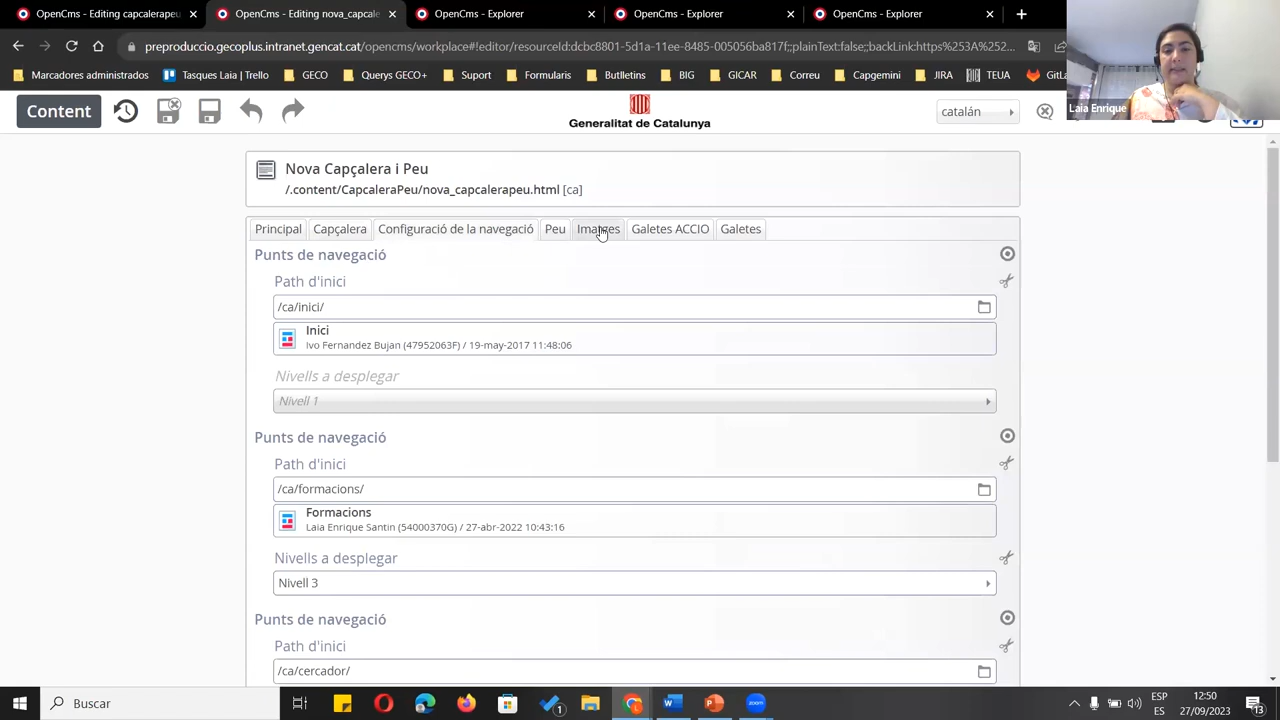 OpenCms - Editing capçalerapeu
OpenCms - Editing nova_capcale
OpenCms - Explorer
OpenCms - Explorer
OpenCms - Explorer
preproduccio.gecoplus.intranet.gencat.cat/opencms/workplace#!editor/resourceId:dcbc8801-5d1a-11ee-8485-005056ba817f;;plainText:false;;backLink:https%253A%252...
Marcadores administrados
Tasques Laia | Trello
GECO
Querys OpenCms
Suport
Formularis
Butlletins
BIG
GICAR
Correu
Capgemini
JIRA
TEUA
Laia Enrique
Content
Generalitat de Catalunya
catalán
Nova Capçalera i Peu
/.content/CapcaleraPeu/nova_capcalerapeu.html [ca]
Principal
Capçalera
Configuració de la navegació
Peu
Imatges
Galetes ACCIO
Galetes
Punts de navegació
Path d'inici
/ca/inici/
Inici
Ivo Fernandez Bujan (47952063F) / 19-may-2017 11:48:06
Nivells a desplegar
Nivell 1
Punts de navegació
Path d'inici
/ca/formacions/
Formacions
Laia Enrique Santin (54000370G) / 27-abr-2022 10:43:16
Nivells a desplegar
Nivell 3
Punts de navegació
Path d'inici
/ca/cercador/
Buscar
1
zoom
ESP
ES
12:50
27/09/2023
13